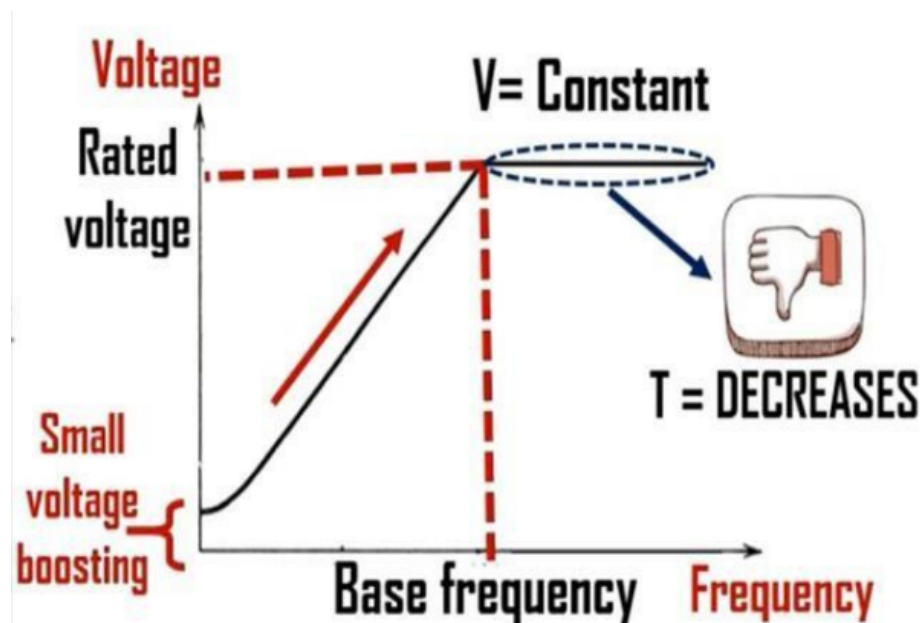 Voltage
V= Constant
Rated
voltage
T = DECREASES
Small
voltage
boosting
Base frequency
Frequency